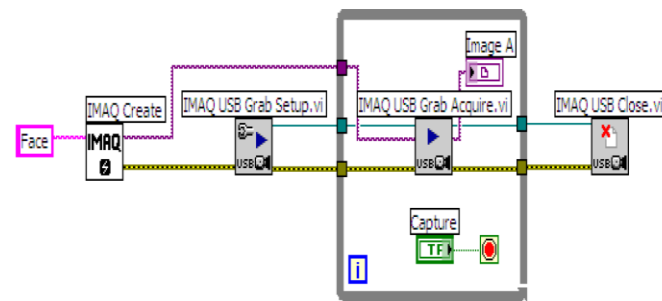 Image A
IMAQ Create
IMAQ USB Grab Setup.vi
IMAQ USB Grab Acquire.vi
IMAQ USB Close.vi
Face
IMAQ
USB
USB
USB
Capture
TF
i